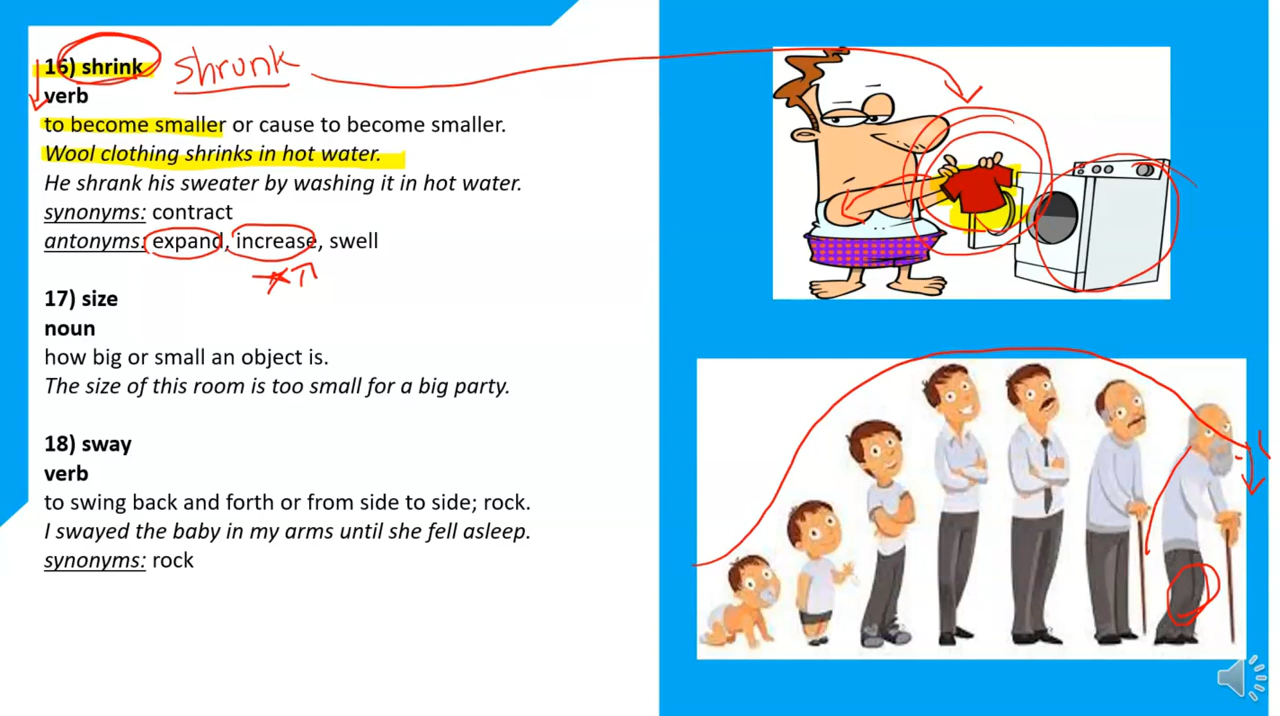 16) shrink shrunk
verb
to become smaller or cause to become smaller.
Wool clothing shrinks in hot water.
He shrank his sweater by washing it in hot water.
synonyms: contract
antonyms: expand, increase, swell
17) size
noun
how big or small an object is.
The size of this room is too small for a big party.
18) sway
verb
to swing back and forth or from side to side; rock.
I swayed the baby in my arms until she fell asleep.
synonyms: rock